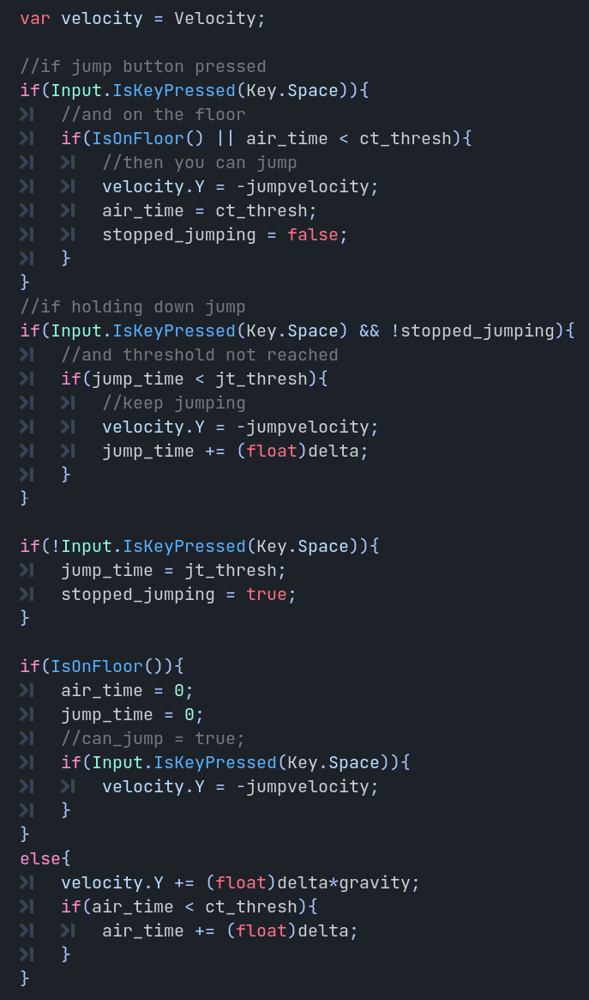 var velocity = Velocity;

//if jump button pressed
if(Input.IsKeyPressed(Key.Space)){
    //and on the floor
    if(IsOnFloor() || air_time < ct_thresh){
        //then you can jump
        velocity.Y = -jumpvelocity;
        air_time = ct_thresh;
        stopped_jumping = false;
    }
}
//if holding down jump
if(Input.IsKeyPressed(Key.Space) && !stopped_jumping){
    //and threshold not reached
    if(jump_time < jt_thresh){
        //keep jumping
        velocity.Y = -jumpvelocity;
        jump_time += (float)delta;
    }
}

if(!Input.IsKeyPressed(Key.Space)){
    jump_time = jt_thresh;
    stopped_jumping = true;
}

if(IsOnFloor()){
    air_time = 0;
    jump_time = 0;
    //can_jump = true;
    if(Input.IsKeyPressed(Key.Space)){
        velocity.Y = -jumpvelocity;
    }
}
else{
    velocity.Y += (float)delta*gravity;
    if(air_time < ct_thresh){
        air_time += (float)delta;
    }
}